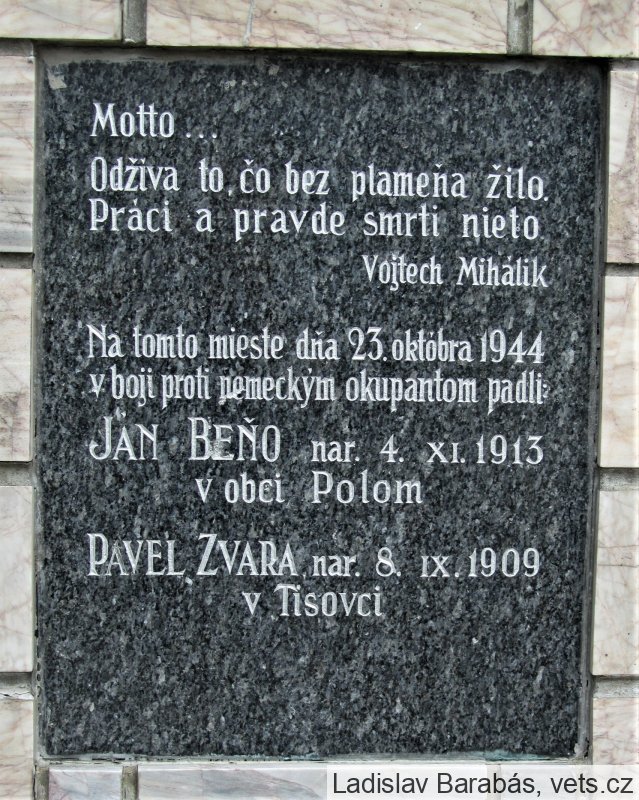 Motto ...
Odžíva to, čo bez plameňa žilo.
Práci a pravde smrti nieto
Vojtech Mihálik
Na tomto mieste dňa 23. októbra 1944
v boji proti nemeckým okupantom padli:
JÁN BEŇO nar. 4. XI. 1913
v obci Polom
PAVEL ZVARA, nar. 8. IX. 1909
v Tisovci
Ladislav Barabás, vets.cz